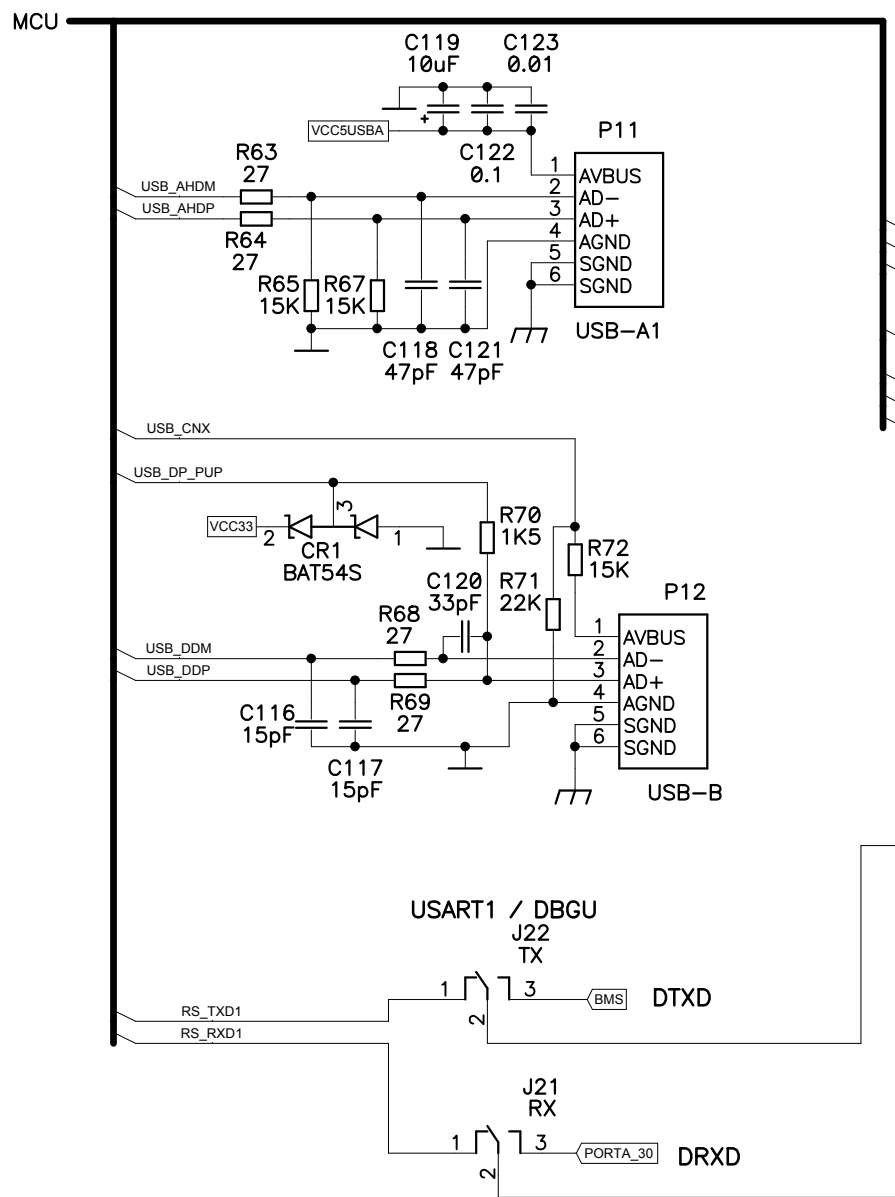 MCU
C119 C123
10uF 0.01
VCC5USBA
+
C122
0.1
P11
1 AVBUS
2 AD-
3 AD+
4 AGND
5 SGND
6 SGND
USB-A1
R63
27
USB_AHDM
USB_AHDP
R64
27
R65 R67
15K 15K
C118 C121
47pF 47pF
USB_CNX
USB_DP_PUP
VCC33
2 3 1
CR1
BAT54S
R70
1K5
C120
33pF
R71
22K
R72
15K
P12
1 AVBUS
2 AD-
3 AD+
4 AGND
5 SGND
6 SGND
USB-B
R68
27
USB_DDM
USB_DDP
R69
27
C116
15pF
C117
15pF
USART1 / DBGU
J22
TX
1 3
2
BMS DTXD
RS_TXD1
RS_RXD1
J21
RX
1 3
2
PORTA_30 DRXD